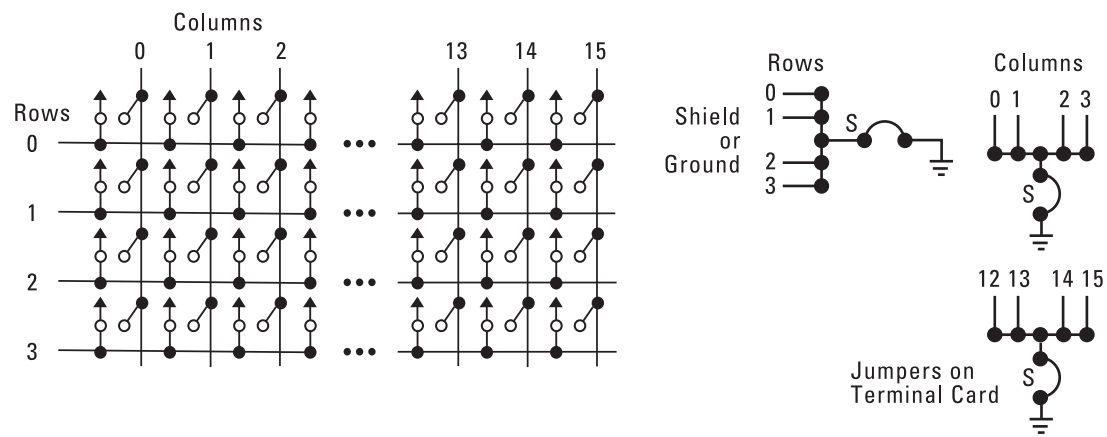 Columns
0 1 2 13 14 15
Rows
0
1
2
3
Rows
Shield
or
Ground
0
1
2
3
S
Columns
0 1 2 3
S
12 13 14 15
S
Jumpers on
Terminal Card